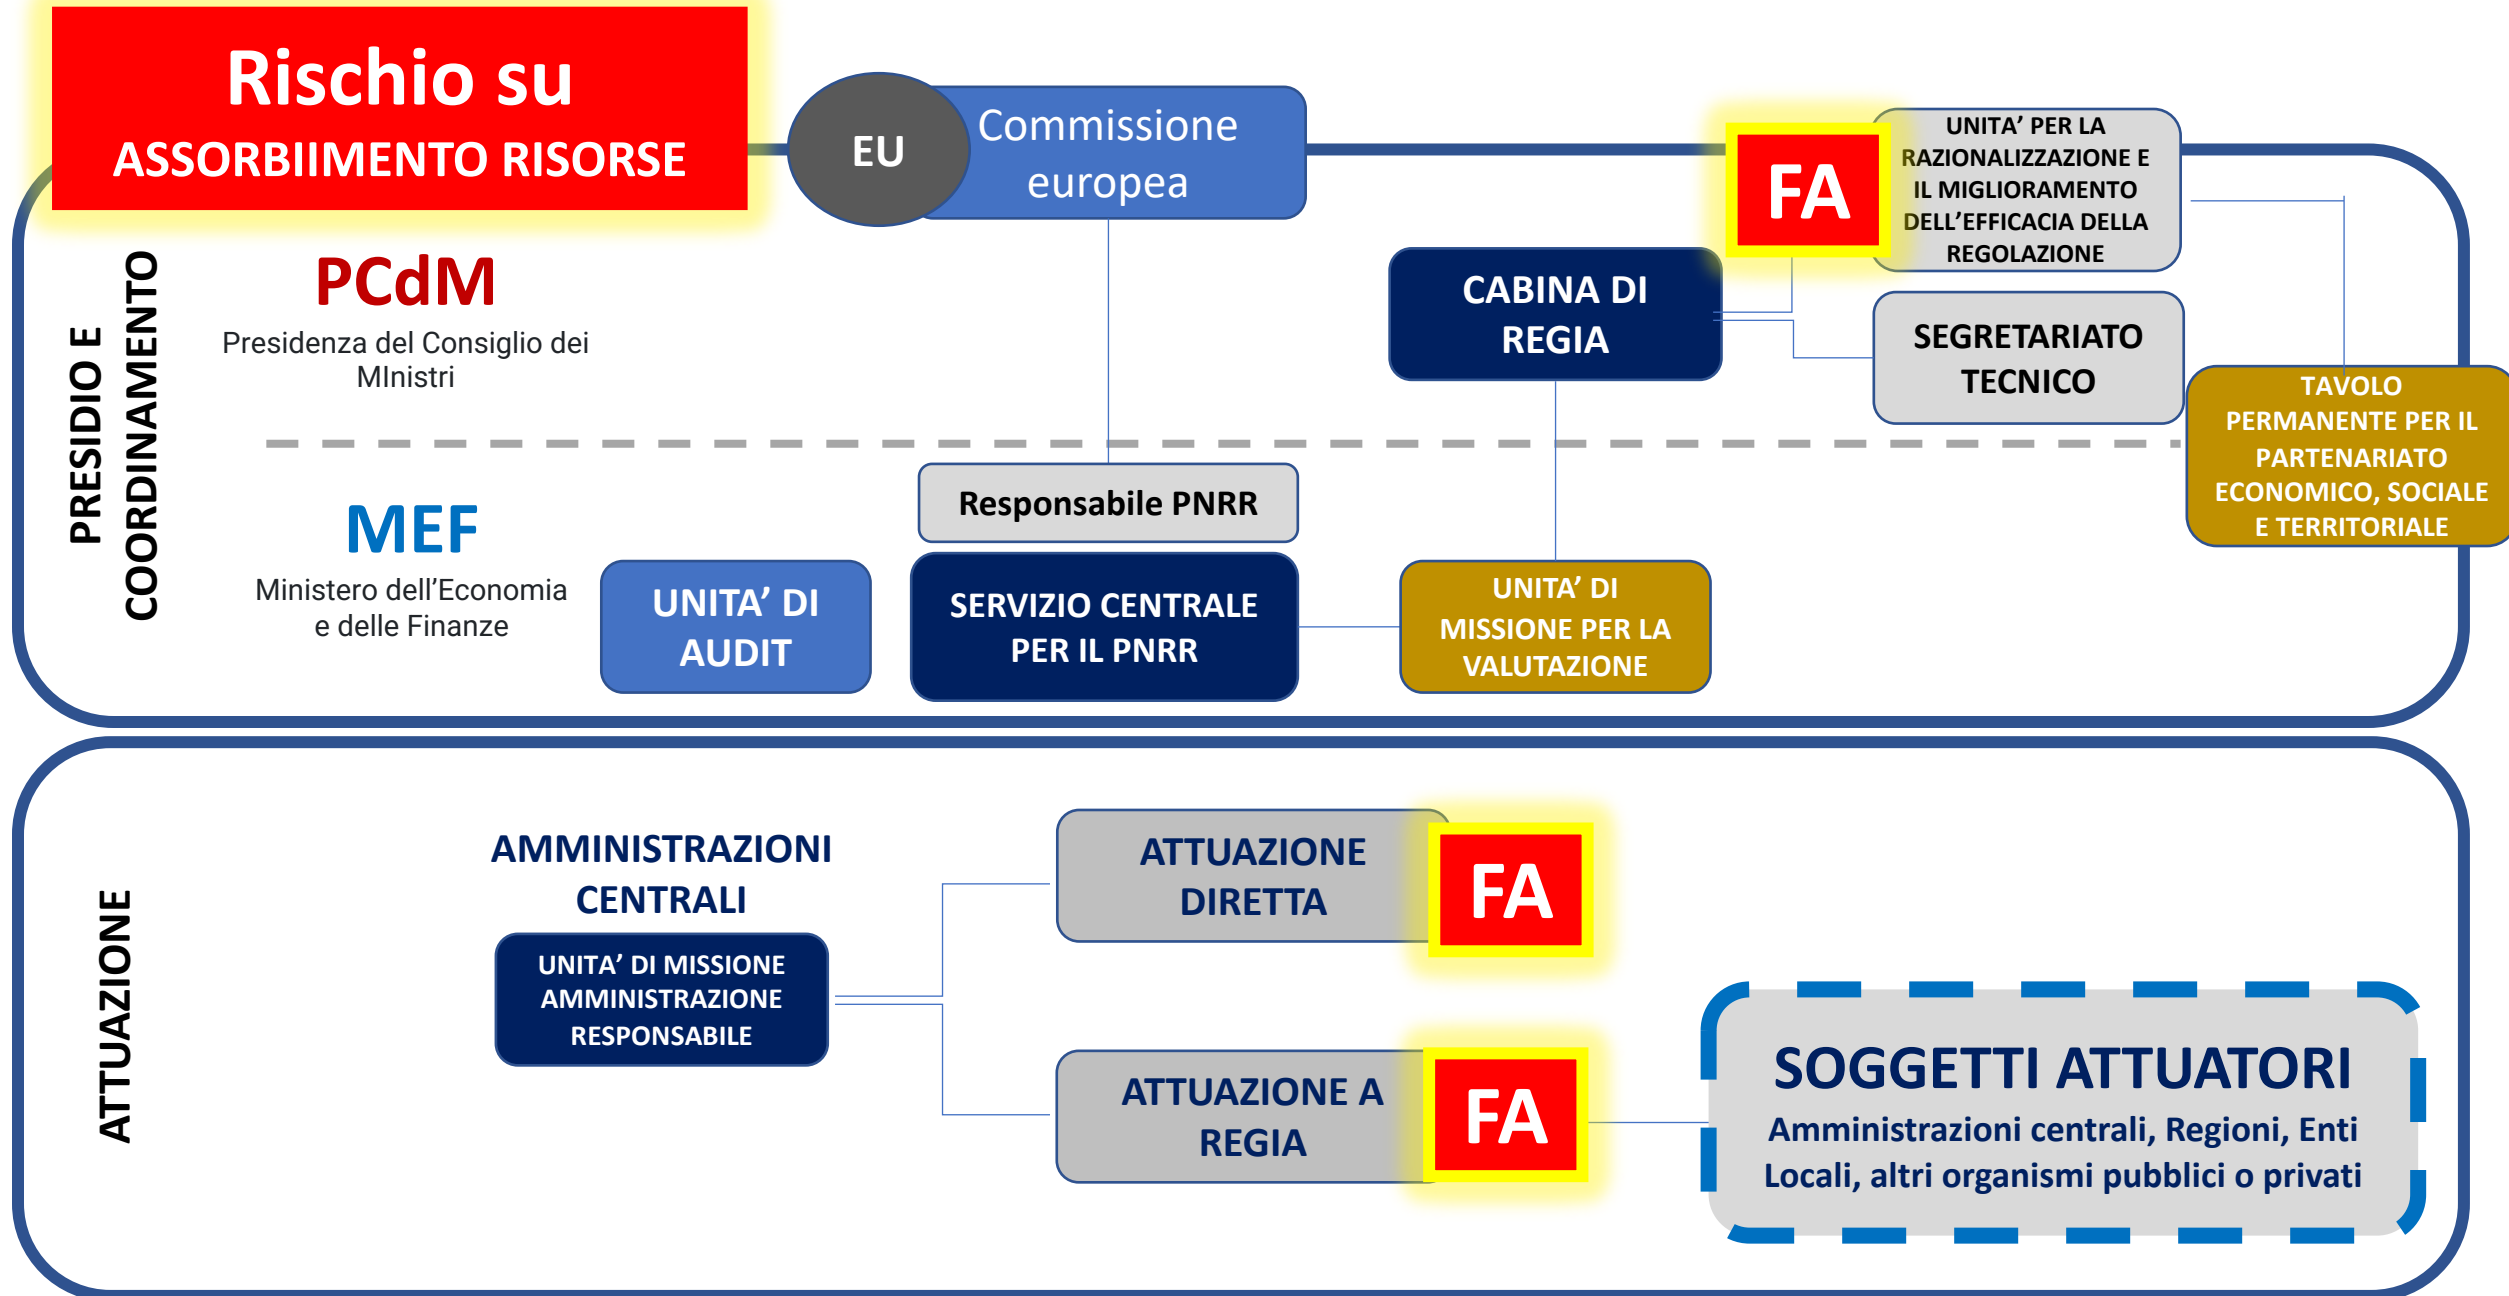 Rischio su
ASSORBIIMENTO RISORSE
EU
Commissione
europea
FA
UNITA’ PER LA
RAZIONALIZZAZIONE E
IL MIGLIORAMENTO
DELL’EFFICACIA DELLA
REGOLAZIONE
PRESIDIO E
COORDINAMENTO
PCdM
Presidenza del Consiglio dei
MInistri
CABINA DI
REGIA
SEGRETARIATO
TECNICO
TAVOLO
PERMANENTE PER IL
PARTENARIATO
ECONOMICO, SOCIALE
E TERRITORIALE
MEF
Ministero dell’Economia
e delle Finanze
UNITA’ DI
AUDIT
Responsabile PNRR
SERVIZIO CENTRALE
PER IL PNRR
UNITA’ DI
MISSIONE PER LA
VALUTAZIONE
ATTUAZIONE
AMMINISTRAZIONI
CENTRALI
UNITA’ DI MISSIONE
AMMINISTRAZIONE
RESPONSABILE
ATTUAZIONE
DIRETTA
FA
ATTUAZIONE A
REGIA
FA
SOGGETTI ATTUATORI
Amministrazioni centrali, Regioni, Enti
Locali, altri organismi pubblici o privati